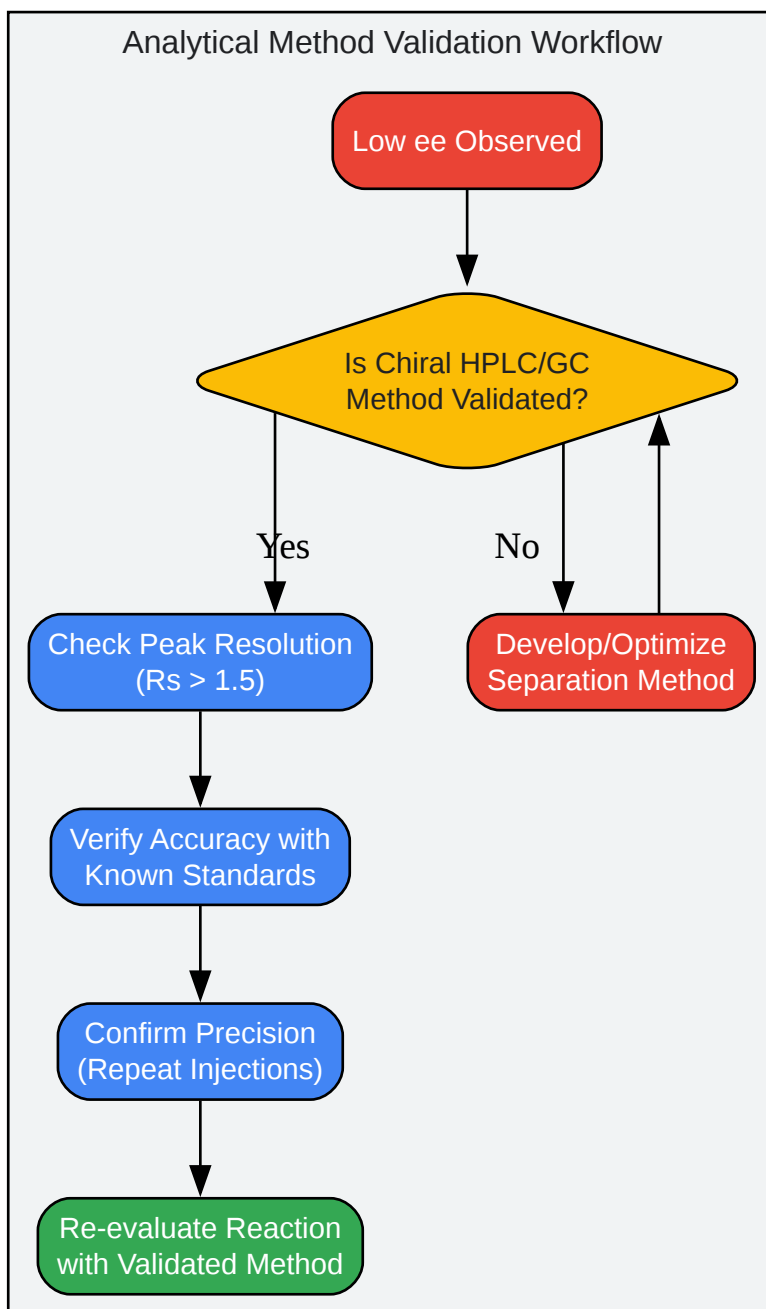 Analytical Method Validation Workflow
Low ee Observed
Is Chiral HPLC/GC
Method Validated?
Yes
No
Check Peak Resolution
(Rs > 1.5)
Develop/Optimize
Separation Method
Verify Accuracy with
Known Standards
Confirm Precision
(Repeat Injections)
Re-evaluate Reaction
with Validated Method